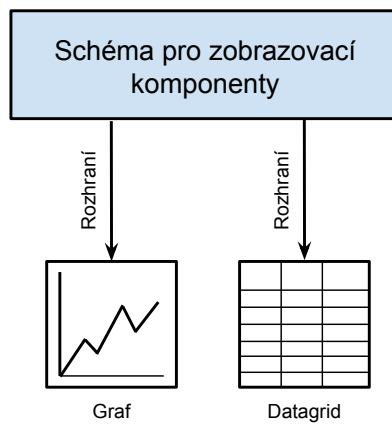 Schéma pro zobrazovací
komponenty
Rozhraní
Rozhraní
Graf
Datagrid